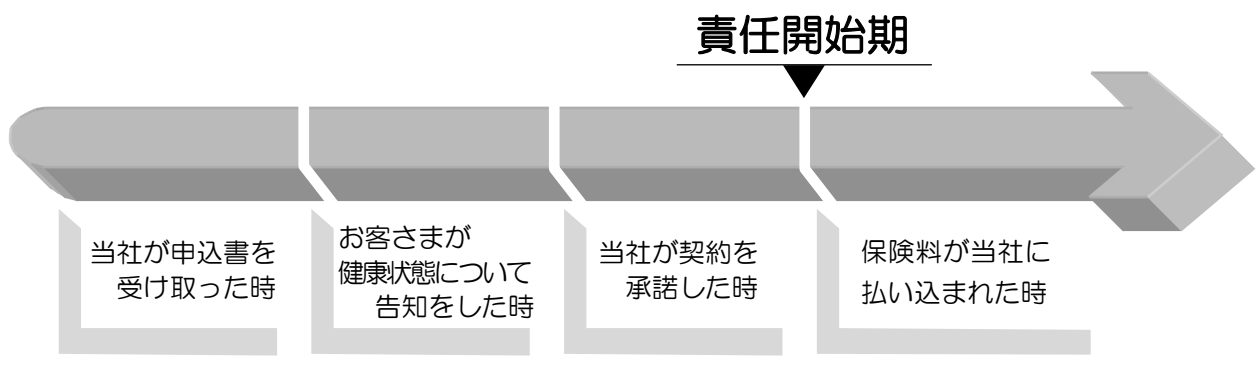 責任開始期
当社が申込書を
受け取った時
お客さまが
健康状態について
告知をした時
当社が契約を
承諾した時
保険料が当社に
払い込まれた時